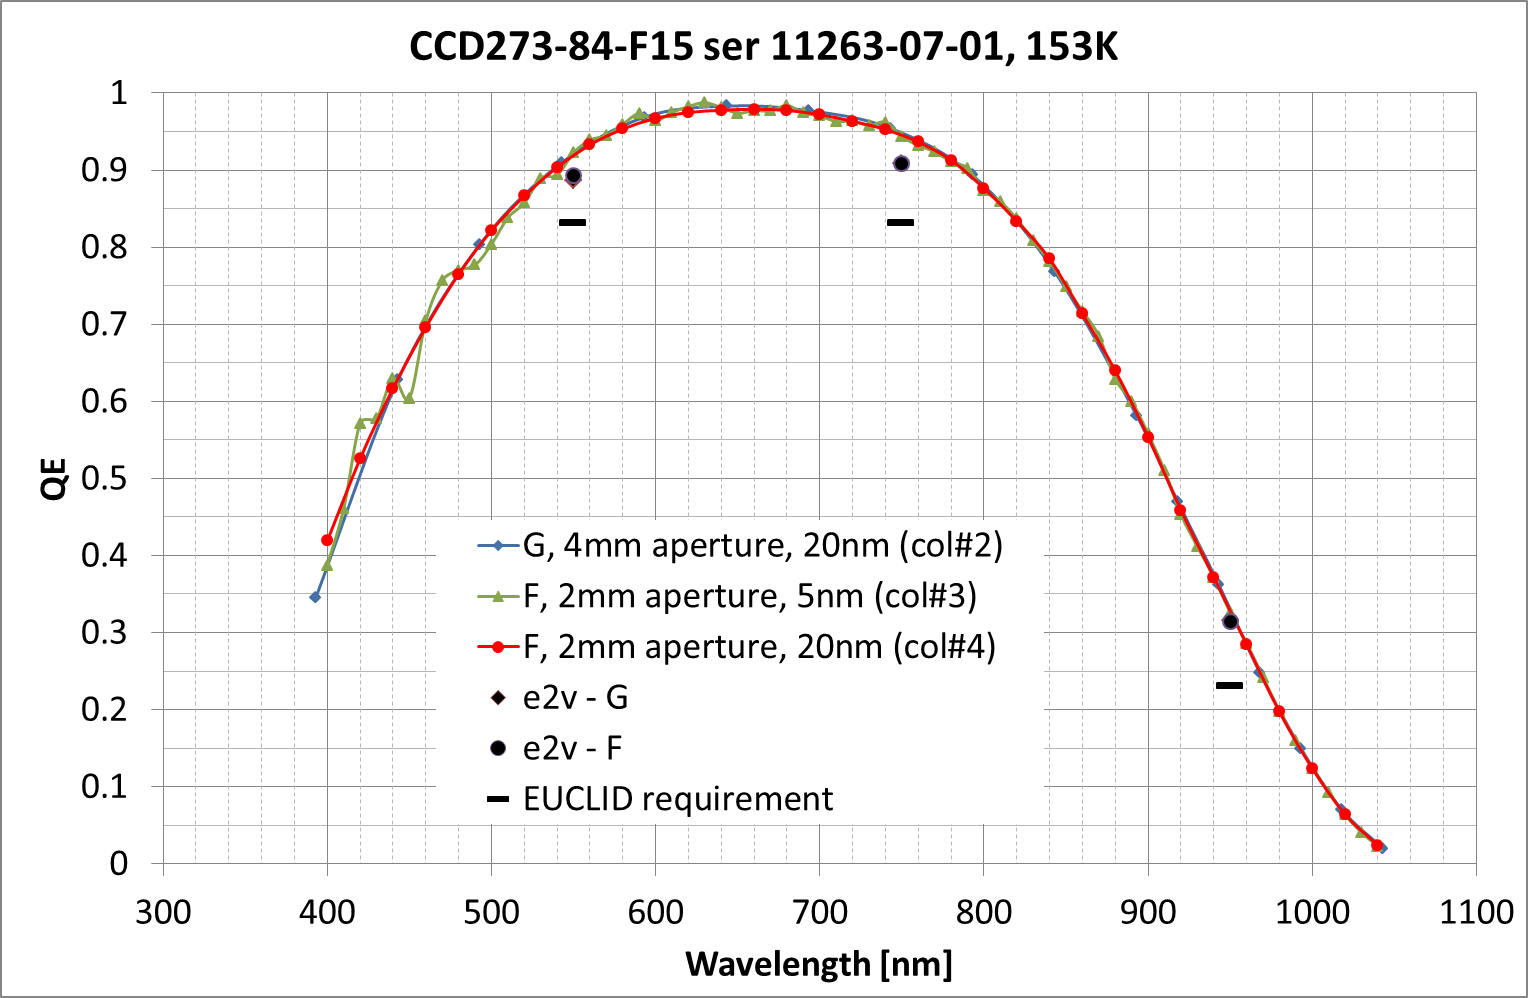 CCD273-84-F15 ser 11263-07-01, 153K
1
0.9
0.8
0.7
0.6
0.5
0.4
0.3
0.2
0.1
0
QE
G, 4mm aperture, 20nm (col#2)
F, 2mm aperture, 5nm (col#3)
F, 2mm aperture, 20nm (col#4)
e2v - G
e2v - F
EUCLID requirement
300 400 500 600 700 800 900 1000 1100
Wavelength [nm]